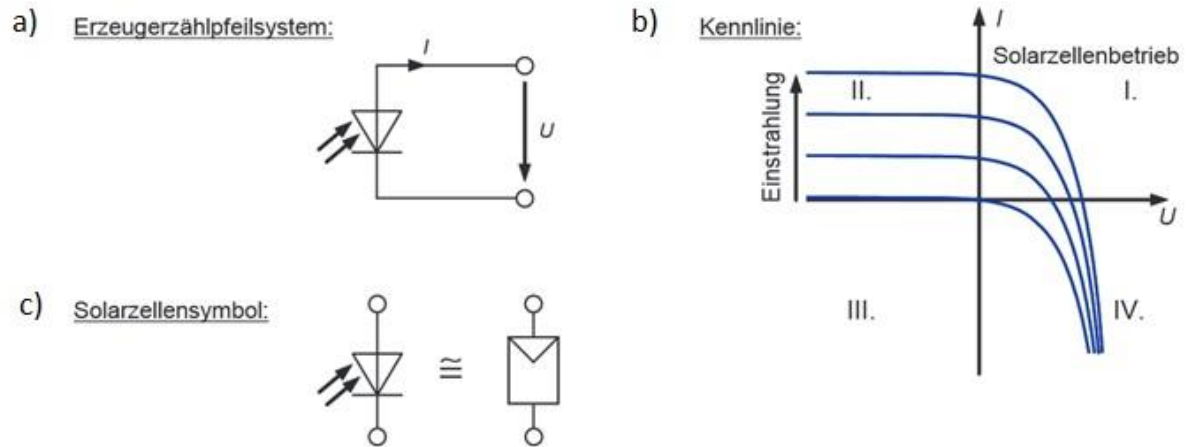 a) Erzeugerzählpfeilsystem:
I
U
b) Kennlinie:
I
Solarzellenbetrieb
II.
I.
Einstrahlung
U
III.
IV.
c) Solarzellensymbol:
≅